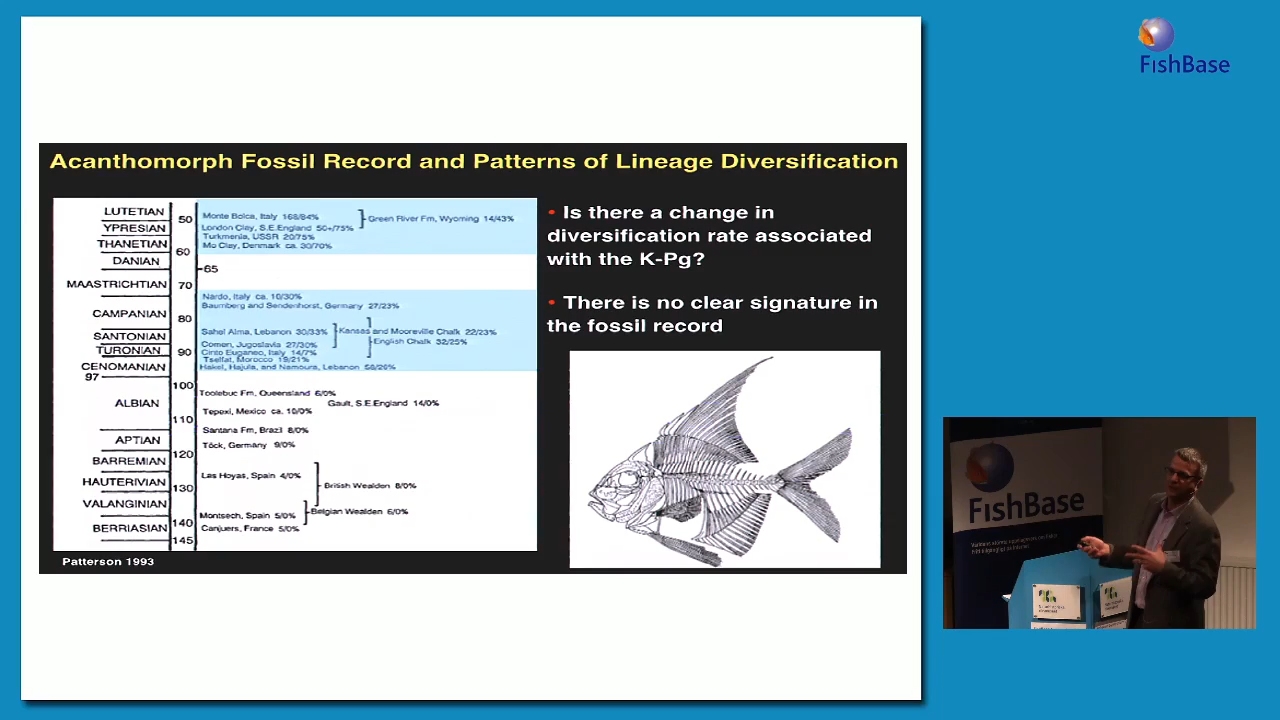 FishBase
Acanthomorph Fossil Record and Patterns of Lineage Diversification
LUTETIAN
YPRESIAN
THANETIAN
DANIAN
MAASTRICHTIAN
CAMPANIAN
SANTONIAN
TURONIAN
CENOMANIAN
97
ALBIAN
APTIAN
BARREMIAN
HAUTERIVIAN
VALANGINIAN
BERRIASIAN
50
60
65
70
80
90
100
110
120
130
140
145
Monte Bolca, Italy 168/84%
Green River Fm, Wyoming 14/43%
London Clay, S.E.England 50+/75%
Turkmenia, USSR 20/75%
Mo Clay, Denmark ca. 30/70%
Nardo, Italy ca. 10/30%
Baumberg and Sendenhorst, Germany 27/23%
Sahel Alma, Lebanon 30/33%
Kansas and Mooreville Chalk 22/23%
English Chalk 32/25%
Comen, Jugoslavia 27/30%
Cinto Euganeo, Italy 14/7%
Tselfat, Morocco 19/21%
Hakel, Hajula, and Namoura, Lebanon
Toolebuc Fm, Queensland 6/0%
Gault, S.E.England 14/0%
Tepexi, Mexico ca. 10/0%
Santana Fm, Brazil 8/0%
Töck, Germany 9/0%
Las Hoyas, Spain 4/0%
British Wealden 8/0%
Montsech, Spain 5/0%
Belgian Wealden 6/0%
Canjuers, France 5/0%
Patterson 1993
• Is there a change in
diversification rate associated
with the K-Pg?
• There is no clear signature in
the fossil record
FishBase